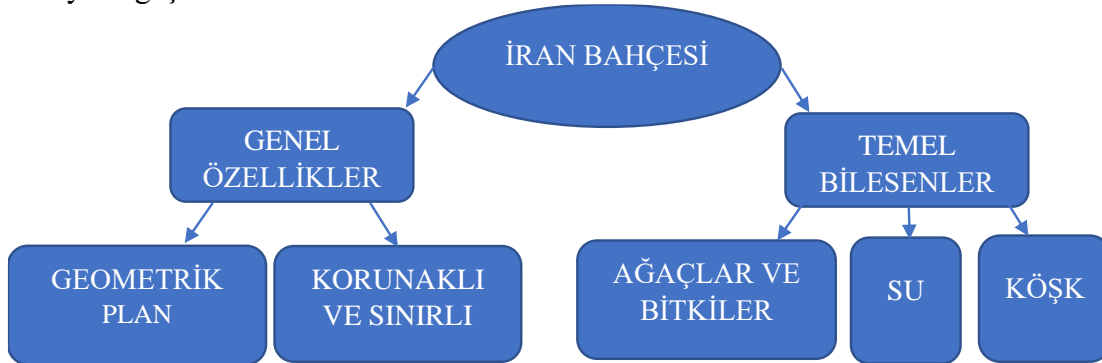 İRAN BAHÇESİ
GENEL
ÖZELLİKLER
TEMEL
BİLESENLER
GEOMETRİK
PLAN
KORUNAKLI
VE SINIRLI
AĞAÇLAR VE
BİTKİLER
SU
KÖŞK